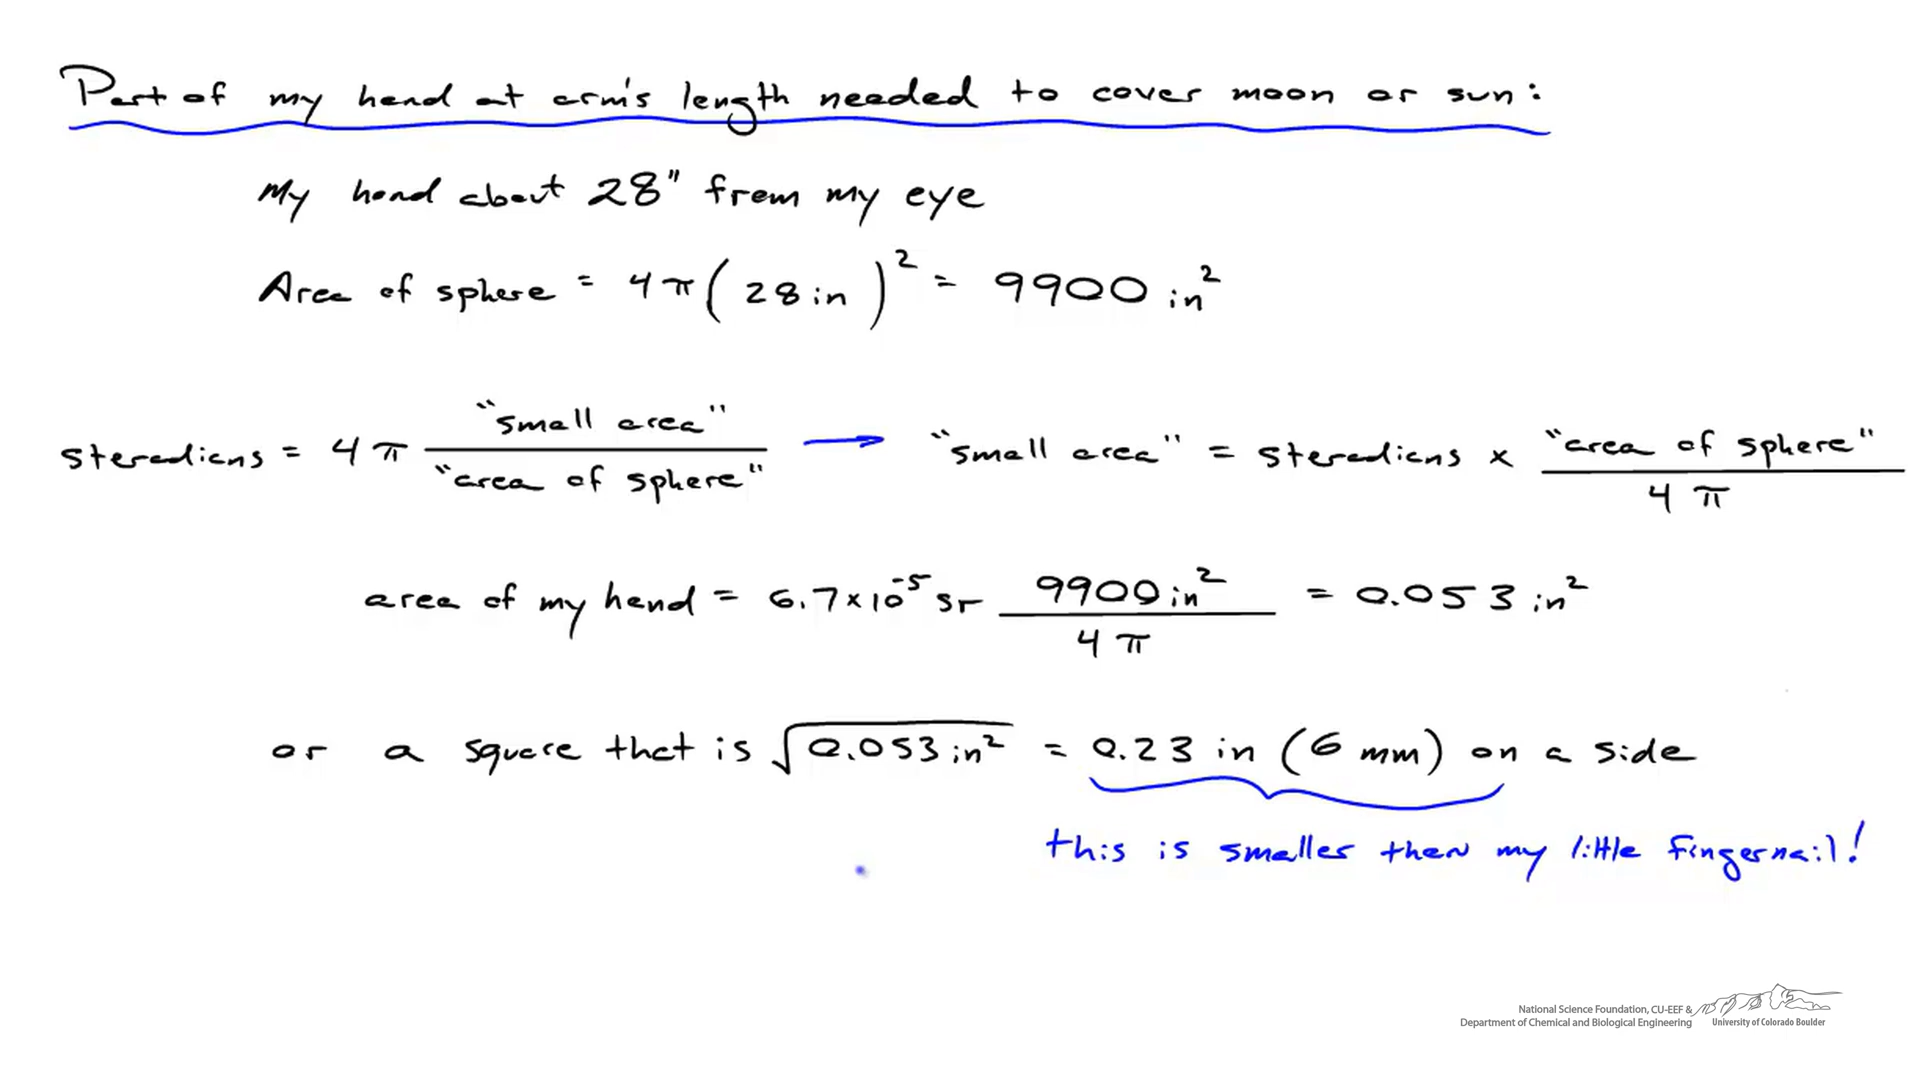 Part of my hand at arm's length needed to cover moon or sun:
My hand about 28" from my eye
Area of sphere = 4π(28 in)² = 9900 in²
steradians = 4π "small area" / "area of sphere" → "small area" = steradians × "area of sphere" / 4π
area of my hand = 6.7×10⁻⁵ sr 9900 in² / 4π = 0.053 in²
or a square that is √0.053 in² = 0.23 in (6 mm) on a side
this is smaller than my little fingernail!
National Science Foundation, CU-EEF &
Department of Chemical and Biological Engineering
University of Colorado Boulder